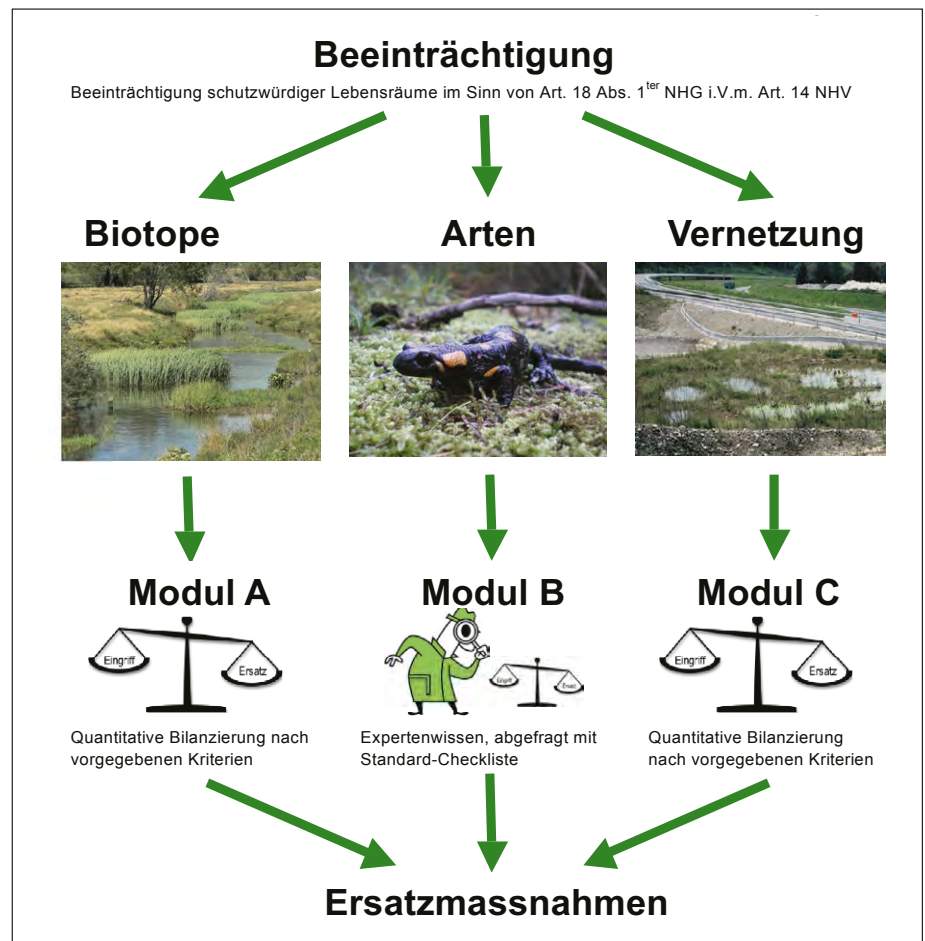 Beeinträchtigung
Beeinträchtigung schutzwürdiger Lebensräume im Sinn von Art. 18 Abs. 1ter NHG i.V.m. Art. 14 NHV
Biotope
Arten
Vernetzung
Modul A
Modul B
Modul C
Eingriff
Ersatz
Eingriff
Ersatz
Eingriff
Ersatz
Quantitative Bilanzierung nach
vorgegebenen Kriterien
Expertenwissen, abgefragt mit
Standard-Checkliste
Quantitative Bilanzierung
nach vorgegebenen Kriterien
Ersatzmassnahmen